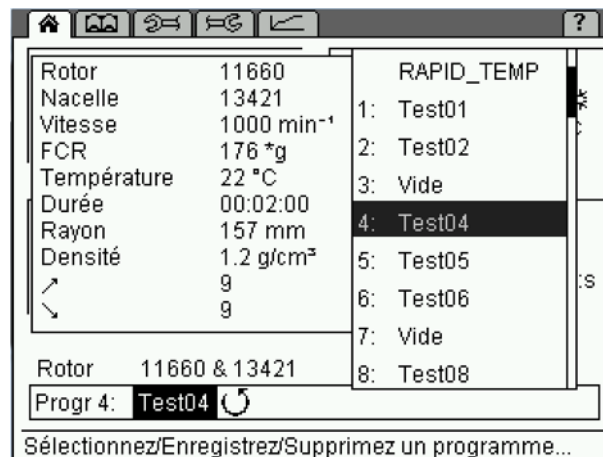 ?
Rotor 11660
Nacelle 13421
Vitesse 1000 min⁻¹
FCR 176 *g
Température 22 °C
Durée 00:02:00
Rayon 157 mm
Densité 1.2 g/cm³
↗ 9
↘ 9
RAPID_TEMP
1: Test01
2: Test02
3: Vide
4: Test04
5: Test05
6: Test06
7: Vide
8: Test08
Rotor 11660 & 13421
Progr 4: Test04
Sélectionnez/Enregistrez/Supprimez un programme...